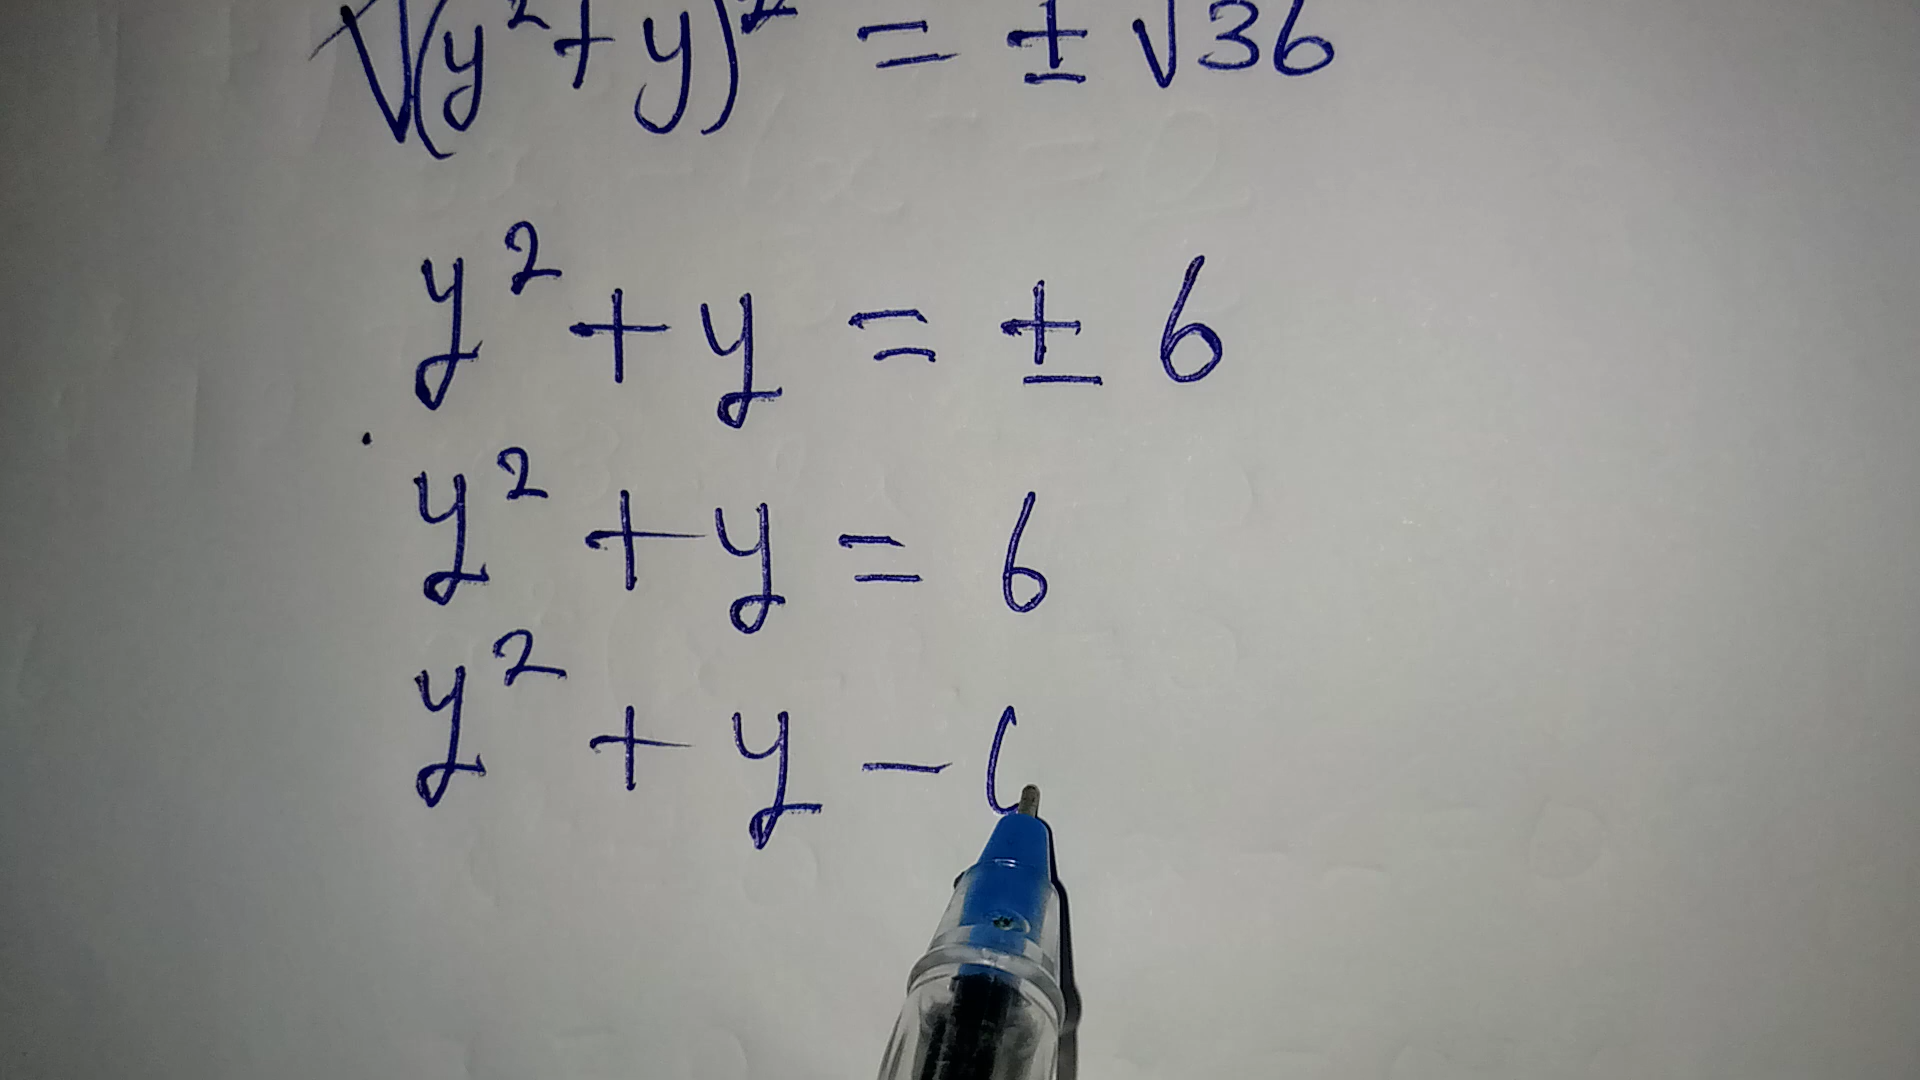 √(y²+y)² = ± √36
y² + y = ± 6
y² + y = 6
y² + y - 6